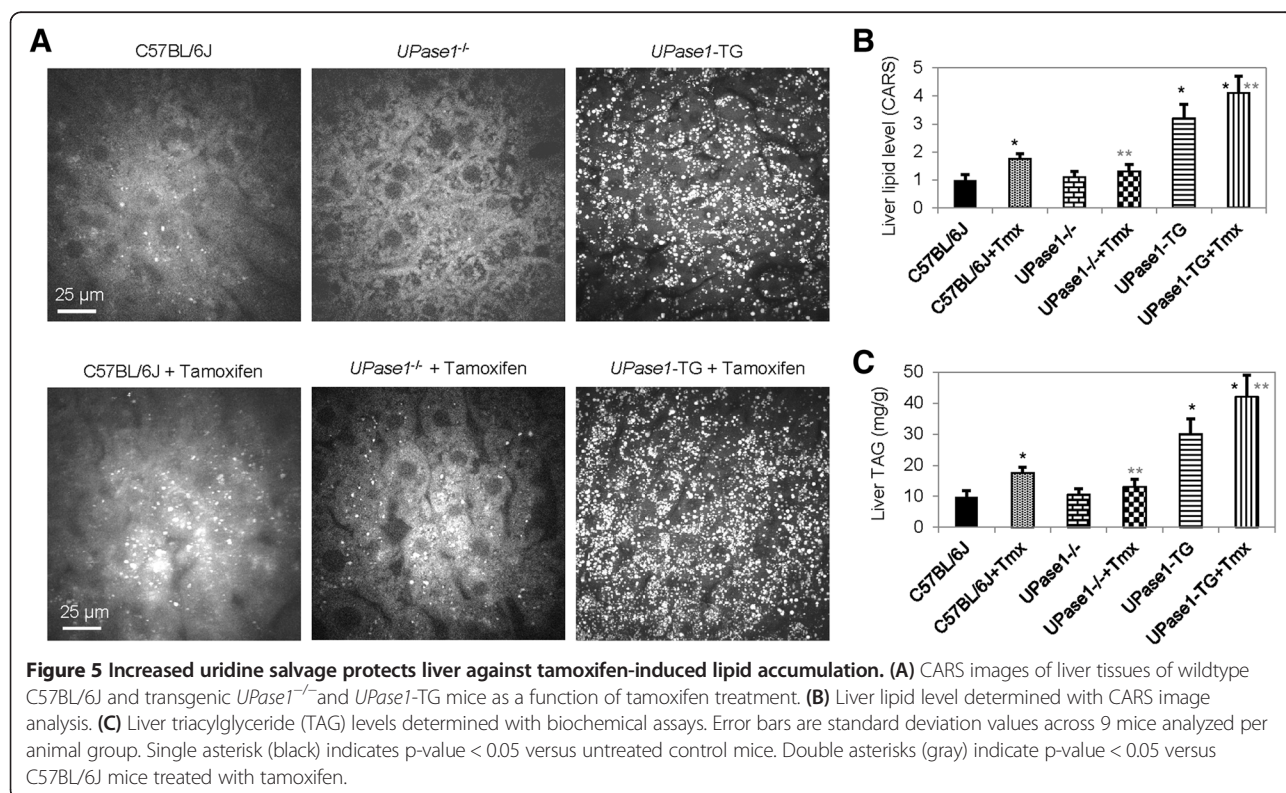 A
C57BL/6J
UPase1-/-
UPase1-TG
25 µm
C57BL/6J + Tamoxifen
UPase1-/- + Tamoxifen
UPase1-TG + Tamoxifen
25 µm
B
Liver lipid level (CARS)
5
4
3
2
1
0
*
**
*
* **
C57BL/6J
C57BL/6J+Tmx
UPase1-/-
UPase1-/-+Tmx
UPase1-TG
UPase1-TG+Tmx
C
Liver TAG (mg/g)
50
40
30
20
10
0
*
**
*
* **
C57BL/6J
C57BL/6J+Tmx
UPase1-/-
UPase1-/-+Tmx
UPase1-TG
UPase1-TG+Tmx
Figure 5 Increased uridine salvage protects liver against tamoxifen-induced lipid accumulation. (A) CARS images of liver tissues of wildtype
C57BL/6J and transgenic UPase1−/−and UPase1-TG mice as a function of tamoxifen treatment. (B) Liver lipid level determined with CARS image
analysis. (C) Liver triacylglyceride (TAG) levels determined with biochemical assays. Error bars are standard deviation values across 9 mice analyzed per
animal group. Single asterisk (black) indicates p-value < 0.05 versus untreated control mice. Double asterisks (gray) indicate p-value < 0.05 versus
C57BL/6J mice treated with tamoxifen.